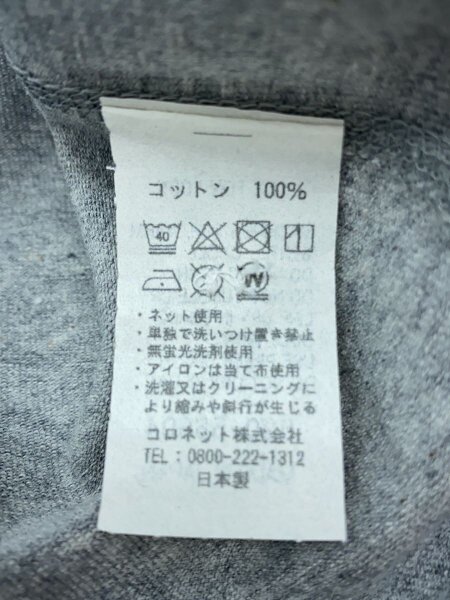 コットン 100%
40
W
・ネット使用
・単独で洗いつけ置き禁止
・無蛍光洗剤使用
・アイロンは当て布使用
・洗濯又はクリーニングに
より縮みや斜行が生じる
コロネット株式会社
TEL：0800-222-1312
日本製